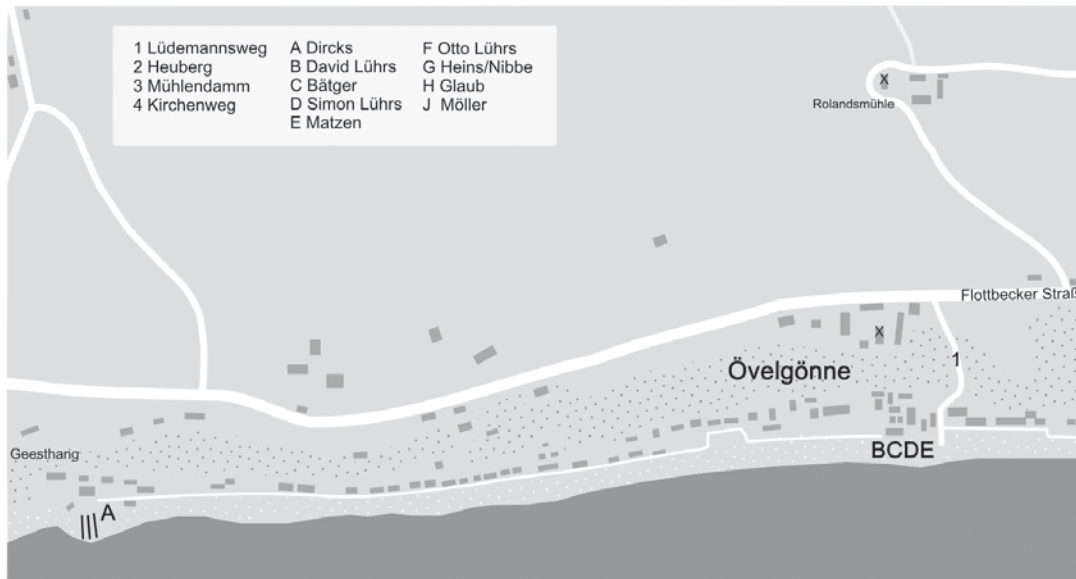 1 Lüdemannsweg
2 Heuberg
3 Mühlendamm
4 Kirchenweg
A Dircks
B David Lührs
C Bätger
D Simon Lührs
E Matzen
F Otto Lührs
G Heins/Nibbe
H Glaub
J Möller
x
Rolandsmühle
Flottbecker Straß
x
1
Övelgönne
BCDE
Geesthang
A